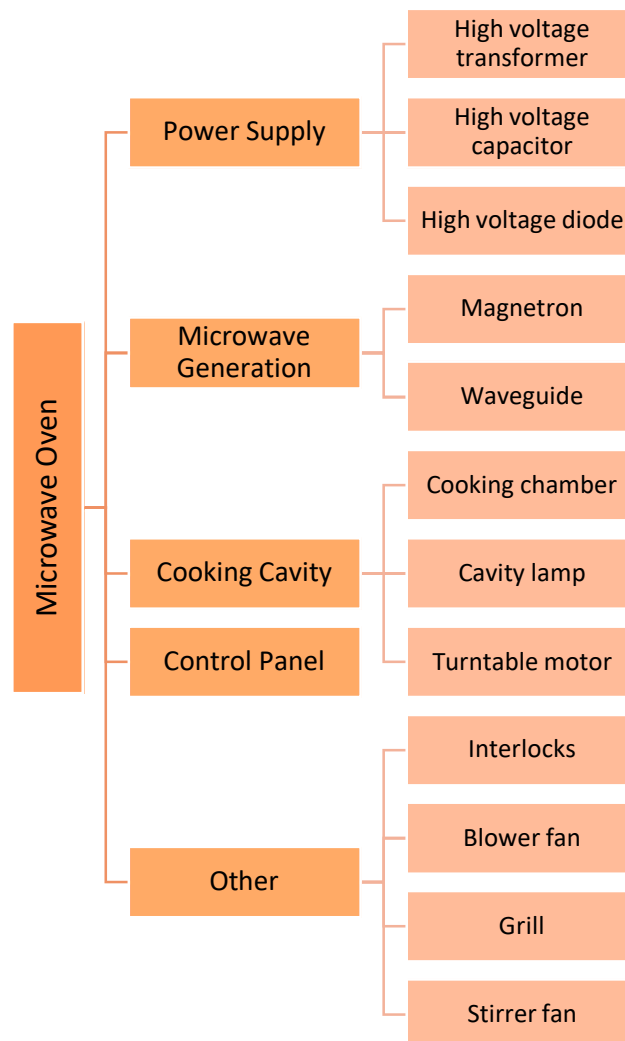 Microwave Oven
Power Supply
High voltage
transformer
High voltage
capacitor
High voltage diode
Microwave
Generation
Magnetron
Waveguide
Cooking Cavity
Cooking chamber
Cavity lamp
Turntable motor
Control Panel
Other
Interlocks
Blower fan
Grill
Stirrer fan